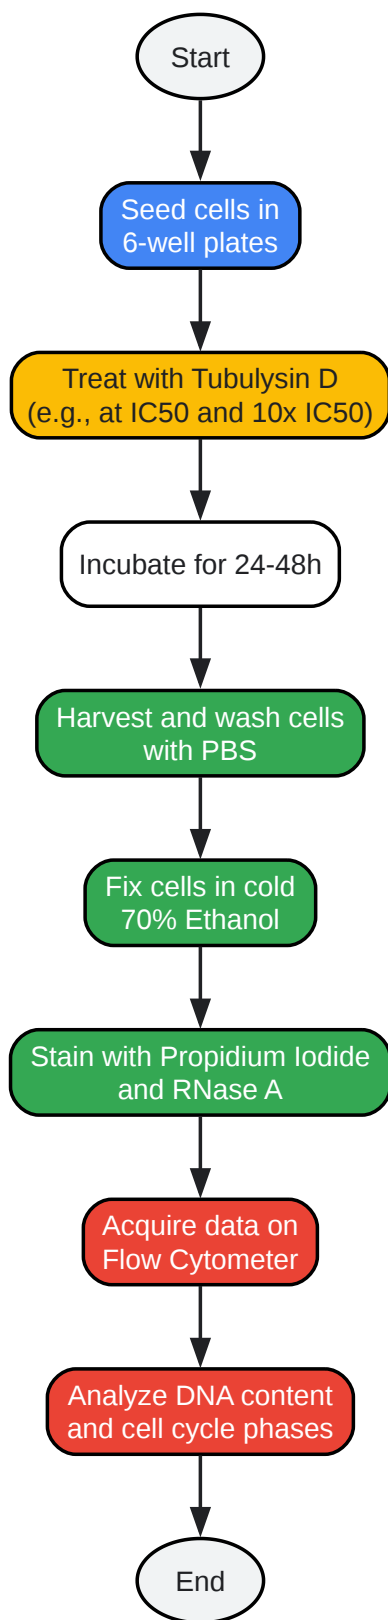 Start
Seed cells in
6-well plates
Treat with Tubulysin D
(e.g., at IC50 and 10x IC50)
Incubate for 24-48h
Harvest and wash cells
with PBS
Fix cells in cold
70% Ethanol
Stain with Propidium Iodide
and RNase A
Acquire data on
Flow Cytometer
Analyze DNA content
and cell cycle phases
End